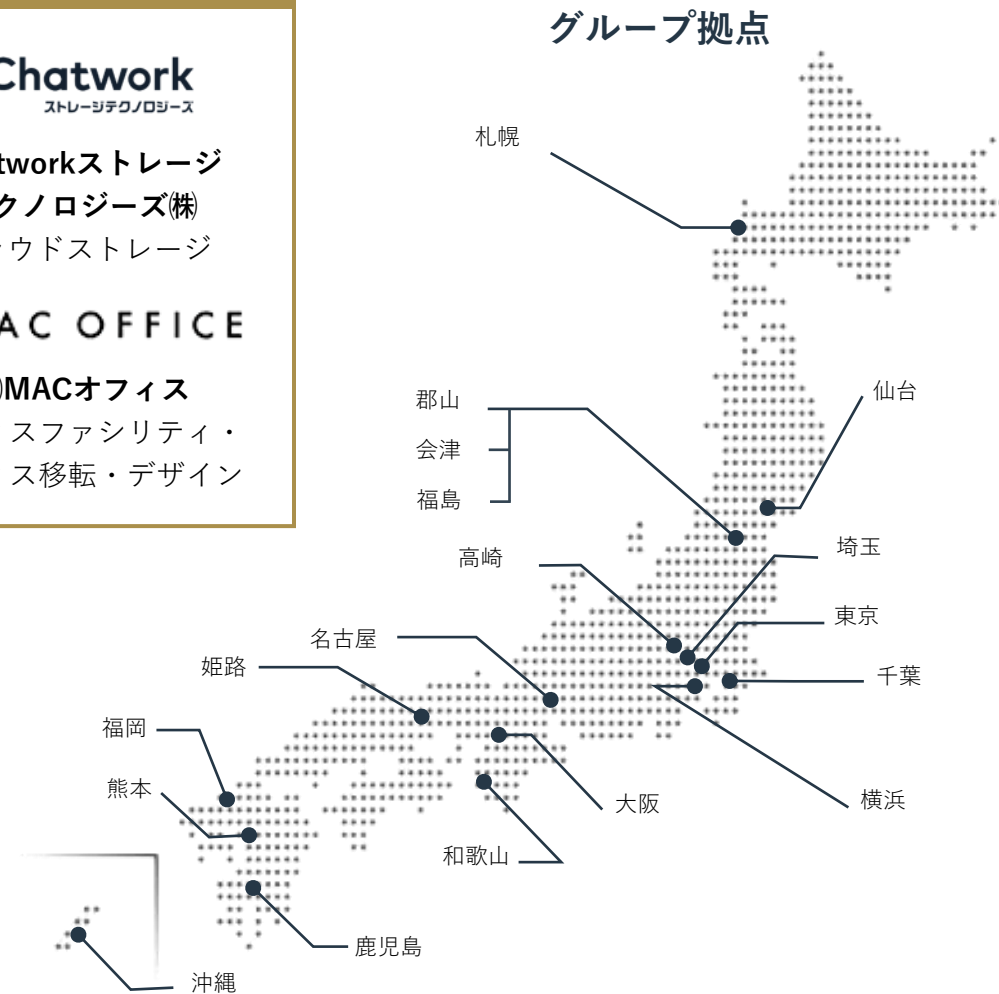 Chatwork
ストレージテクノロジーズ
tworkストレージ
クノロジーズ㈱
ウドストレージ
AC OFFICE
)MACオフィス
スファシリティ・
ス移転・デザイン
グループ拠点
札幌
仙台
郡山
会津
福島
高崎
埼玉
東京
千葉
名古屋
姫路
福岡
熊本
大阪
横浜
和歌山
鹿児島
沖縄